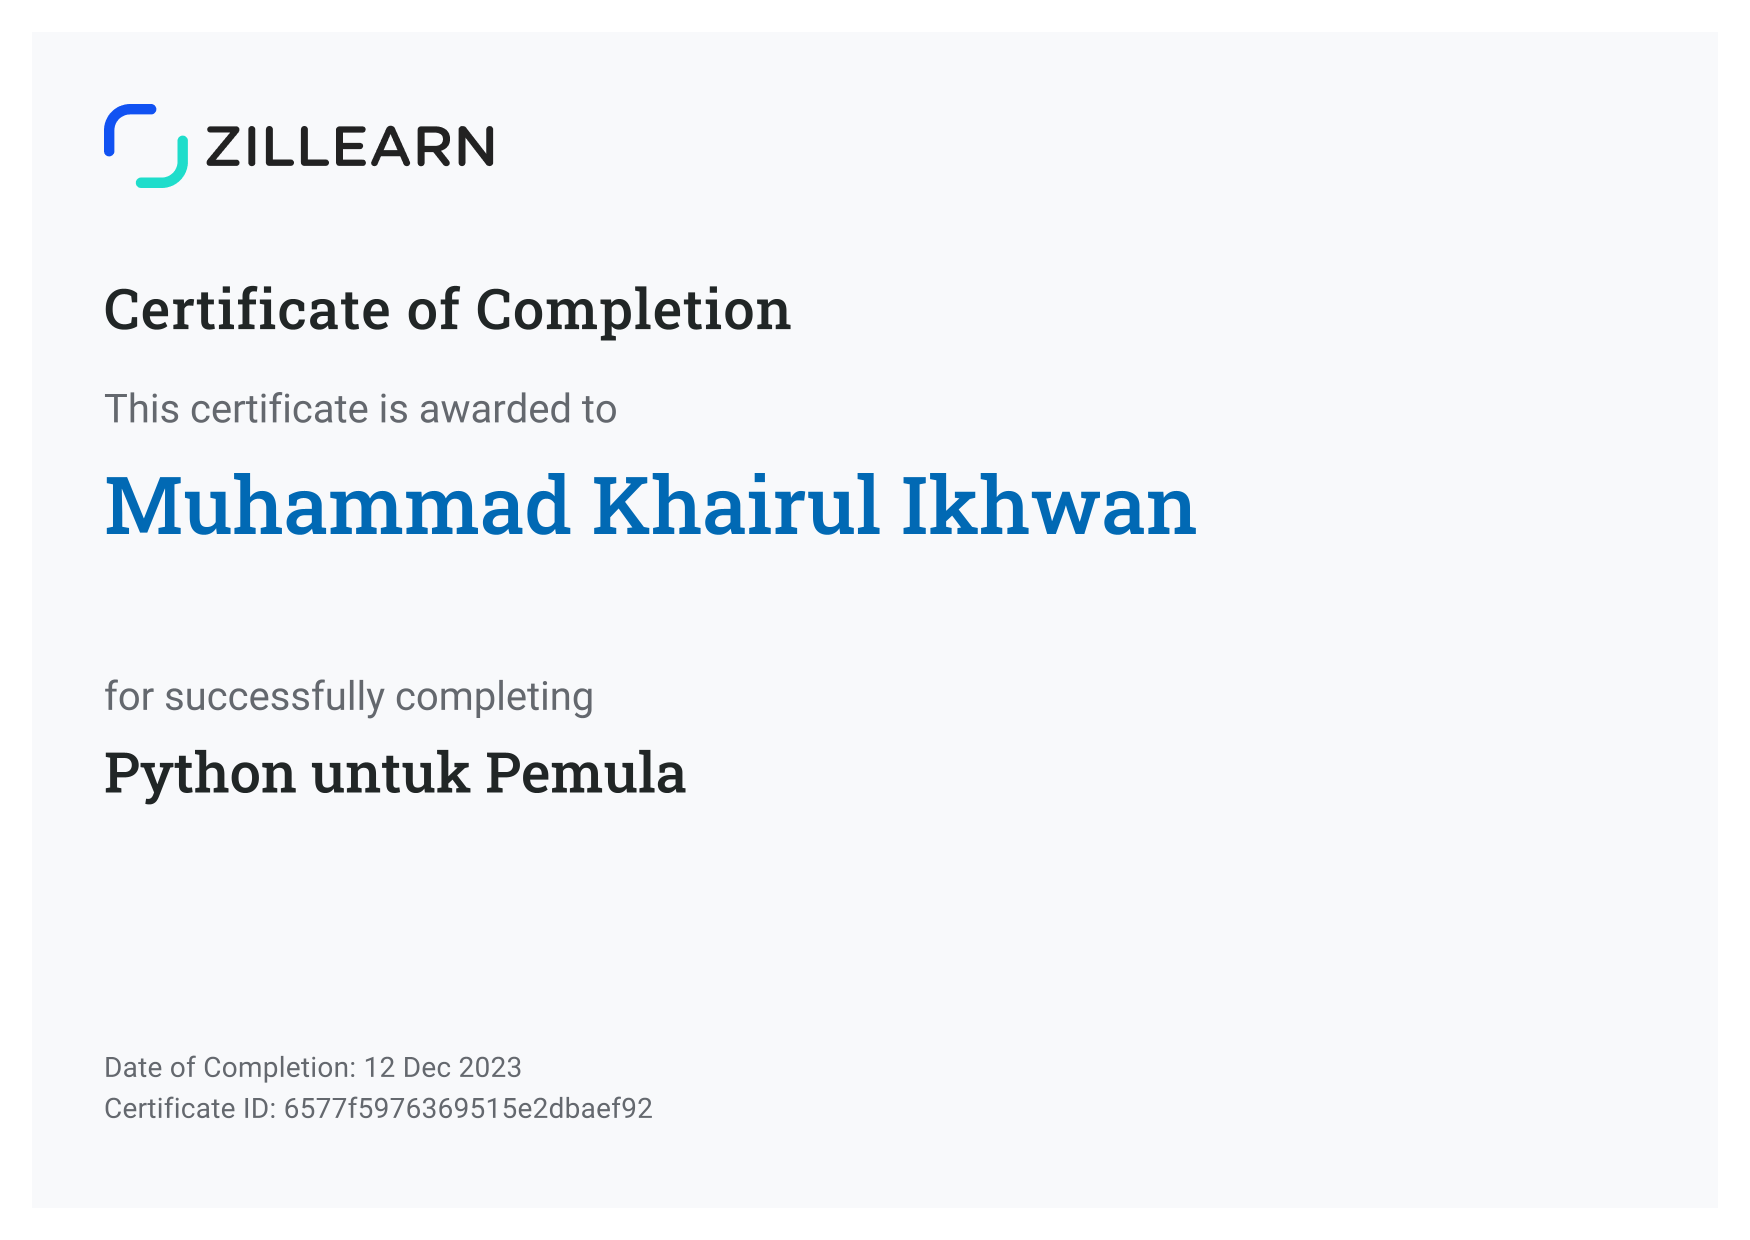 ZILLEARN
Certificate of Completion
This certificate is awarded to
Muhammad Khairul Ikhwan
for successfully completing
Python untuk Pemula
Date of Completion: 12 Dec 2023
Certificate ID: 6577f5976369515e2dbaef92